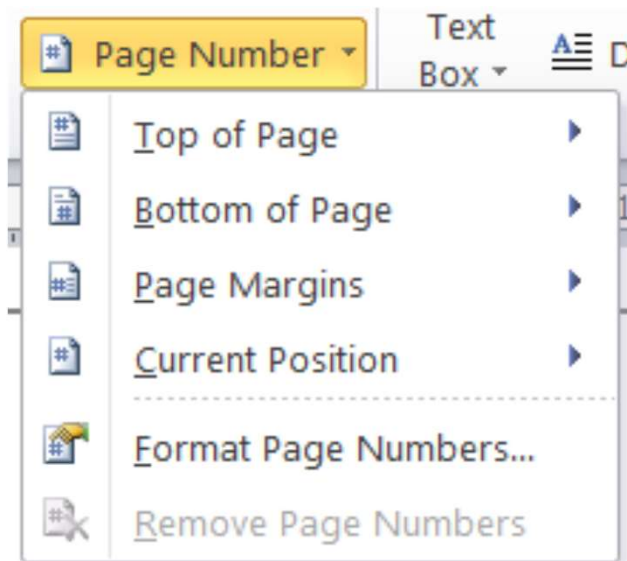 Page Number
Text
Box
Top of Page
Bottom of Page
Page Margins
Current Position
Format Page Numbers...
Remove Page Numbers